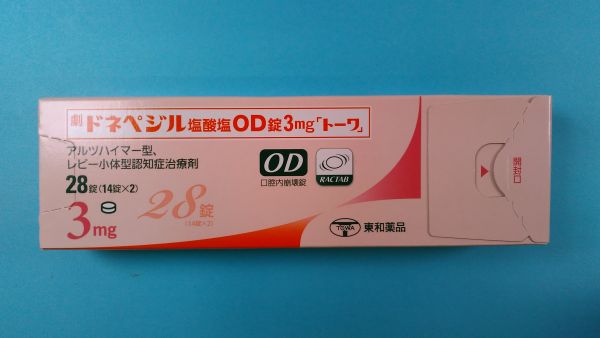 劇 ドネペジル塩酸塩OD錠3mg「トーワ」
アルツハイマー型、
レビー小体型認知症治療剤
28錠(14錠×2)
3mg
28錠
(14錠×2)
OD
口腔内崩壊錠
RACTAB
TOWA
東和薬品
開封口